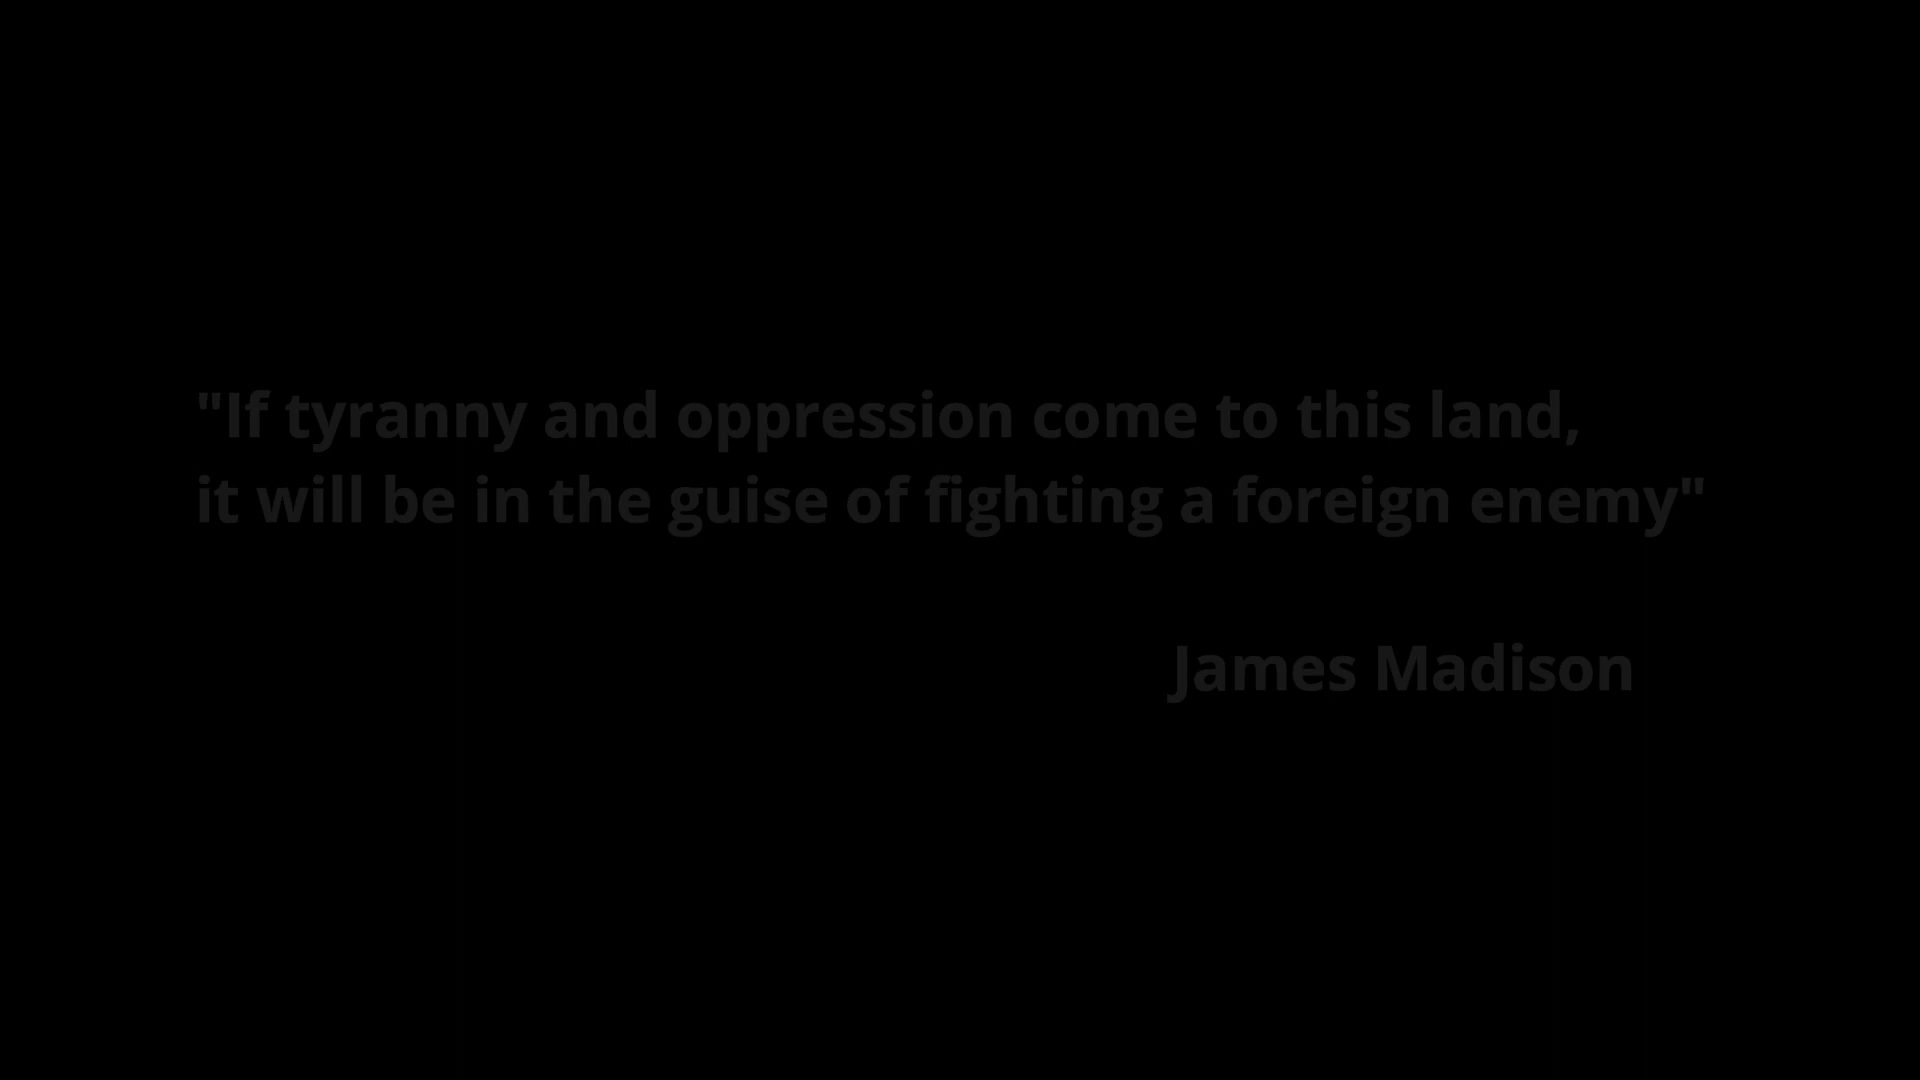 "If tyranny and oppression come to this land,
it will be in the guise of fighting a foreign enemy"
James Madison